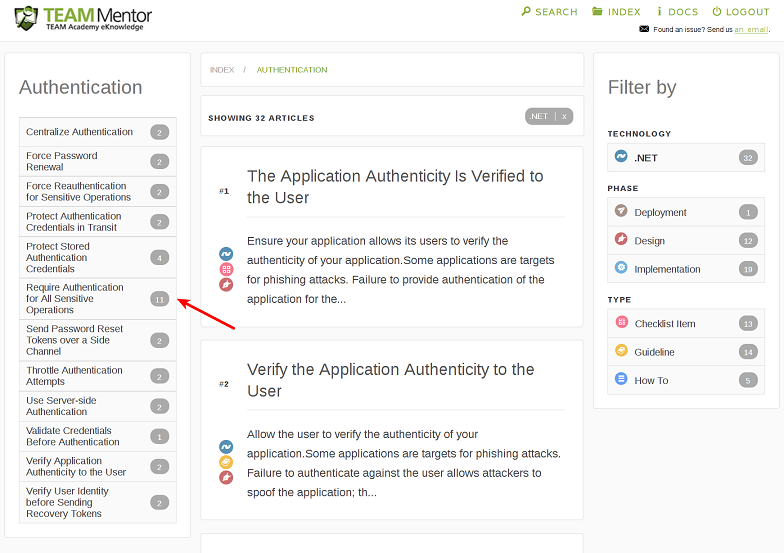 TEAM Mentor
TEAM Academy eKnowledge
SEARCH
INDEX
DOCS
LOGOUT
Found an issue? Send us an email.
Authentication
Centralize Authentication 2
Force Password
Renewal 2
Force Reauthentication
for Sensitive Operations 2
Protect Authentication
Credentials in Transit 2
Protect Stored
Authentication
Credentials 4
Require Authentication
for All Sensitive
Operations 11
Send Password Reset
Tokens over a Side
Channel 2
Throttle Authentication
Attempts 2
Use Server-side
Authentication 2
Validate Credentials
Before Authentication 1
Verify Application
Authenticity to the User 2
Verify User Identity
before Sending
Recovery Tokens 2
INDEX / AUTHENTICATION
SHOWING 32 ARTICLES
.NET | x
#1
The Application Authenticity Is Verified to
the User
Ensure your application allows its users to verify the
authenticity of your application.Some applications are targets
for phishing attacks. Failure to provide authentication of the
application for the...
#2
Verify the Application Authenticity to the
User
Allow the user to verify the authenticity of your
application.Some applications are targets for phishing attacks.
Failure to authenticate against the user allows attackers to
spoof the application; th...
Filter by
TECHNOLOGY
.NET 32
PHASE
Deployment 1
Design 12
Implementation 19
TYPE
Checklist Item 13
Guideline 14
How To 5